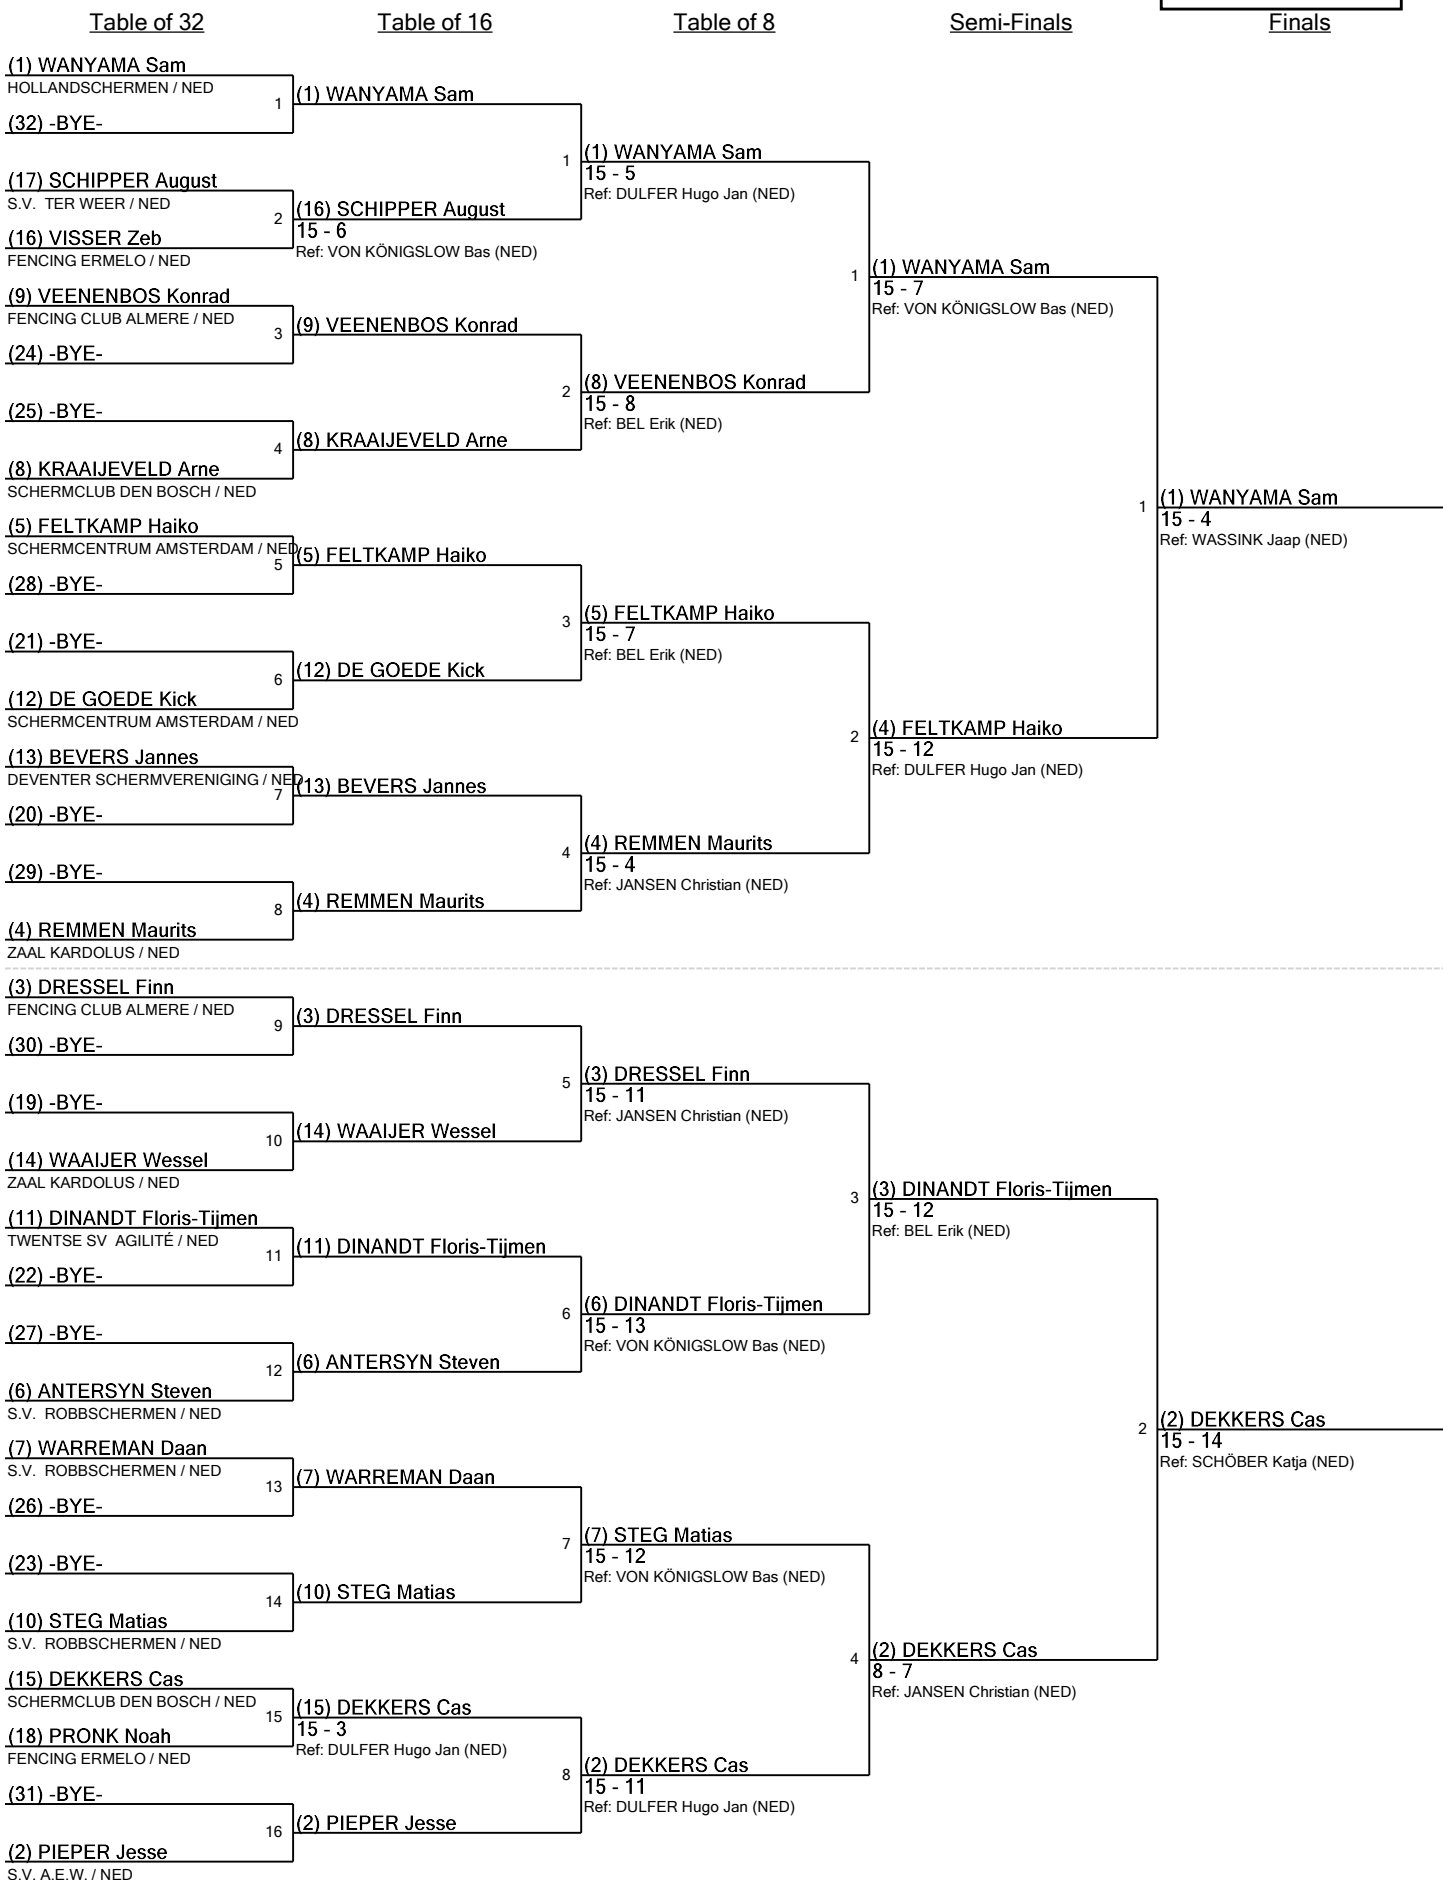 Table of 32
Table of 16
Table of 8
Semi-Finals
Finals
(1) WANYAMA Sam
HOLLANDSCHERMEN / NED
1
(32) -BYE-
(17) SCHIPPER August
S.V. TER WEER / NED
2
(16) VISSER Zeb
FENCING ERMELO / NED
(9) VEENENBOS Konrad
FENCING CLUB ALMERE / NED
3
(24) -BYE-
(25) -BYE-
4
(8) KRAAIJEVELD Arne
SCHERMCLUB DEN BOSCH / NED
(5) FELTKAMP Haiko
SCHERMCENTRUM AMSTERDAM / NED
5
(28) -BYE-
(21) -BYE-
6
(12) DE GOEDE Kick
SCHERMCENTRUM AMSTERDAM / NED
(13) BEVERS Jannes
DEVENTER SCHERMVERENIGING / NED
7
(20) -BYE-
(29) -BYE-
8
(4) REMMEN Maurits
ZAAL KARDOLUS / NED
(3) DRESSEL Finn
FENCING CLUB ALMERE / NED
9
(30) -BYE-
(19) -BYE-
10
(14) WAAIJER Wessel
ZAAL KARDOLUS / NED
(11) DINANDT Floris-Tijmen
TWENTSE SV AGILITÉ / NED
11
(22) -BYE-
(27) -BYE-
12
(6) ANTERSYN Steven
S.V. ROBBSCHERMEN / NED
(7) WARREMAN Daan
S.V. ROBBSCHERMEN / NED
13
(26) -BYE-
(23) -BYE-
14
(10) STEG Matias
S.V. ROBBSCHERMEN / NED
(15) DEKKERS Cas
SCHERMCLUB DEN BOSCH / NED
15
(18) PRONK Noah
FENCING ERMELO / NED
(31) -BYE-
16
(2) PIEPER Jesse
S.V. A.E.W. / NED
(1) WANYAMA Sam
1
(16) SCHIPPER August
15 - 6
Ref: VON KÖNIGSLOW Bas (NED)
(9) VEENENBOS Konrad
2
(8) KRAAIJEVELD Arne
(5) FELTKAMP Haiko
3
(12) DE GOEDE Kick
(13) BEVERS Jannes
4
(4) REMMEN Maurits
(3) DRESSEL Finn
5
(14) WAAIJER Wessel
(11) DINANDT Floris-Tijmen
6
(6) ANTERSYN Steven
(7) WARREMAN Daan
7
(10) STEG Matias
(15) DEKKERS Cas
15 - 3
Ref: DULFER Hugo Jan (NED)
8
(2) PIEPER Jesse
(1) WANYAMA Sam
15 - 5
Ref: DULFER Hugo Jan (NED)
1
(8) VEENENBOS Konrad
15 - 8
Ref: BEL Erik (NED)
(5) FELTKAMP Haiko
15 - 7
Ref: BEL Erik (NED)
2
(4) REMMEN Maurits
15 - 4
Ref: JANSEN Christian (NED)
(3) DRESSEL Finn
15 - 11
Ref: JANSEN Christian (NED)
3
(6) DINANDT Floris-Tijmen
15 - 13
Ref: VON KÖNIGSLOW Bas (NED)
(7) STEG Matias
15 - 12
Ref: VON KÖNIGSLOW Bas (NED)
4
(2) DEKKERS Cas
15 - 11
Ref: DULFER Hugo Jan (NED)
(1) WANYAMA Sam
15 - 7
Ref: VON KÖNIGSLOW Bas (NED)
1
(4) FELTKAMP Haiko
15 - 12
Ref: DULFER Hugo Jan (NED)
(3) DINANDT Floris-Tijmen
15 - 12
Ref: BEL Erik (NED)
2
(2) DEKKERS Cas
8 - 7
Ref: JANSEN Christian (NED)
(1) WANYAMA Sam
15 - 4
Ref: WASSINK Jaap (NED)
(2) DEKKERS Cas
15 - 14
Ref: SCHÖBER Katja (NED)